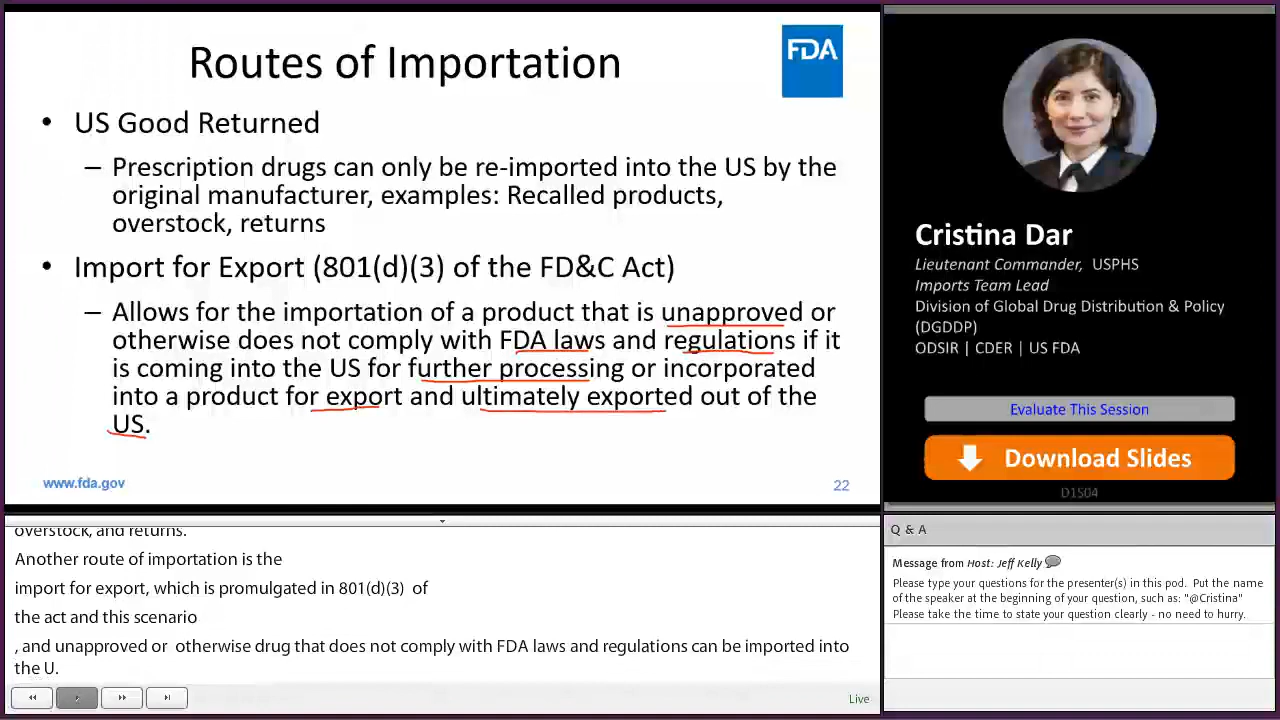 Routes of Importation
FDA
• US Good Returned
– Prescription drugs can only be re-imported into the US by the
original manufacturer, examples: Recalled products,
overstock, returns
• Import for Export (801(d)(3) of the FD&C Act)
– Allows for the importation of a product that is unapproved or
otherwise does not comply with FDA laws and regulations if it
is coming into the US for further processing or incorporated
into a product for export and ultimately exported out of the
US.
www.fda.gov
22
Cristina Dar
Lieutenant Commander, USPHS
Imports Team Lead
Division of Global Drug Distribution & Policy
(DGDDP)
ODSIR | CDER | US FDA
Evaluate This Session
Download Slides
D1S04
overstock, and returns.
Another route of importation is the
import for export, which is promulgated in 801(d)(3) of
the act and this scenario
, and unapproved or otherwise drug that does not comply with FDA laws and regulations can be imported into
the U.
Live
Q & A
Message from Host: Jeff Kelly
Please type your questions for the presenter(s) in this pod. Put the name
of the speaker at the beginning of your question, such as: "@Cristina"
Please take the time to state your question clearly - no need to hurry.